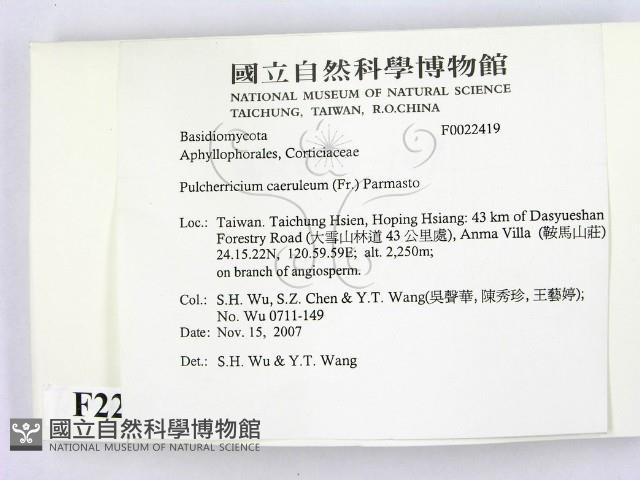 國立自然科學博物館
NATIONAL MUSEUM OF NATURAL SCIENCE
TAICHUNG, TAIWAN, R.O.CHINA
Basidiomycota F0022419
Aphyllophorales, Corticiaceae
Pulcherricium caeruleum (Fr.) Parmasto
Loc.: Taiwan. Taichung Hsien, Hoping Hsiang: 43 km of Dasyueshan
Forestry Road (大雪山林道 43 公里處), Anma Villa (鞍馬山莊)
24.15.22N, 120.59.59E; alt. 2,250m;
on branch of angiosperm.
Col.: S.H. Wu, S.Z. Chen & Y.T. Wang(吳聲華, 陳秀珍, 王藝婷);
No. Wu 0711-149
Date: Nov. 15, 2007
Det.: S.H. Wu & Y.T. Wang
F22
國立自然科學博物館
NATIONAL MUSEUM OF NATURAL SCIENCE